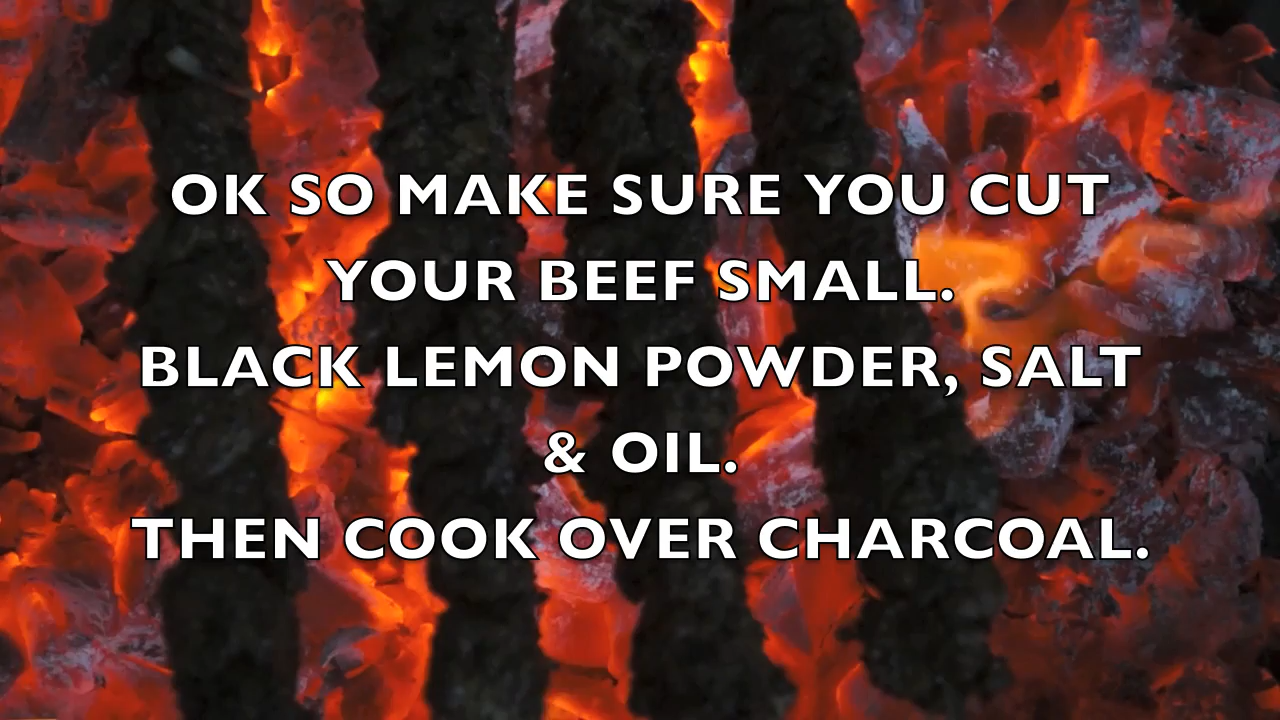 OK SO MAKE SURE YOU CUT
YOUR BEEF SMALL.
BLACK LEMON POWDER, SALT
& OIL.
THEN COOK OVER CHARCOAL.